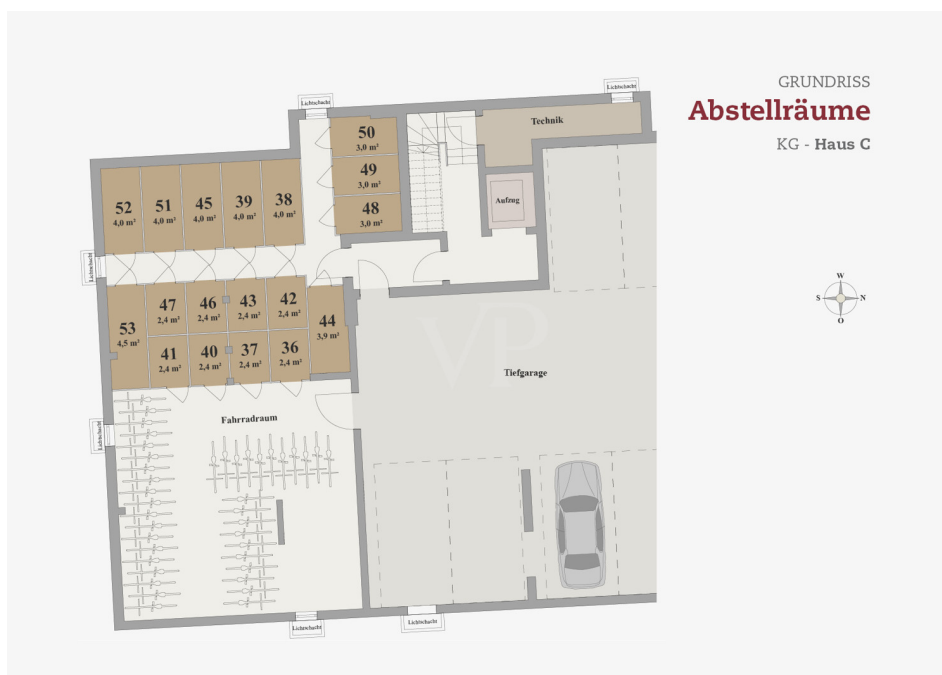 GRUNDRISS
Abstellräume
KG - Haus C
Lichtschacht
Lichtschacht
Technik
50
3,0 m²
49
3,0 m²
48
3,0 m²
Aufzug
52
4,0 m²
51
4,0 m²
45
4,0 m²
39
4,0 m²
38
4,0 m²
Lichtschacht
W
S
N
O
53
4,5 m²
47
2,4 m²
46
2,4 m²
43
2,4 m²
42
2,4 m²
44
3,9 m²
41
2,4 m²
40
2,4 m²
37
2,4 m²
36
2,4 m²
VP
Tiefgarage
Fahrradraum
Lichtschacht
Lichtschacht
Lichtschacht